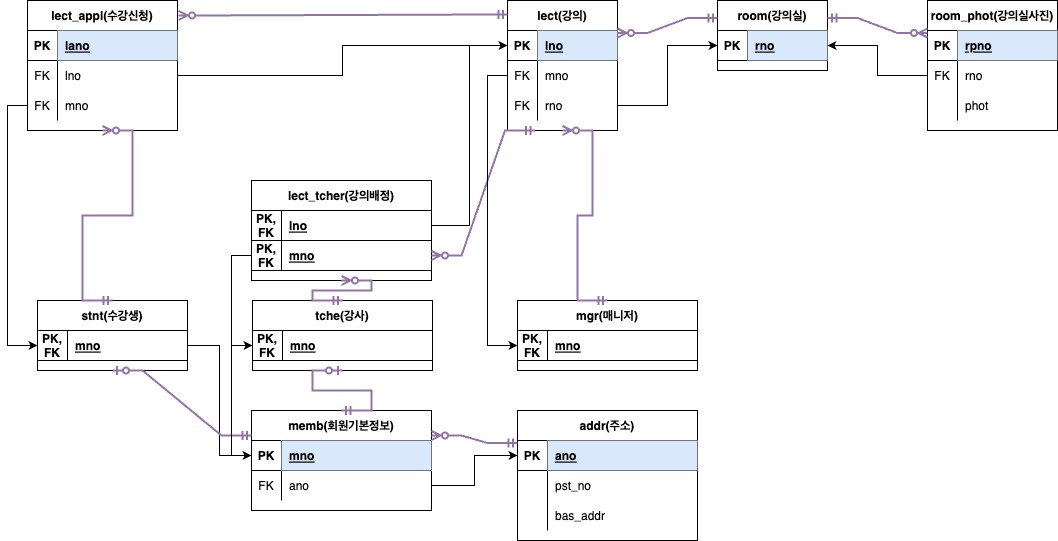 lect_appl(수강신청)
PK lano
FK lno
FK mno
lect(강의)
PK lno
FK mno
FK rno
room(강의실)
PK rno
room_phot(강의실사진)
PK rpno
FK rno
phot
lect_tcher(강의배정)
PK, FK lno
PK, FK mno
stnt(수강생)
PK, FK mno
tche(강사)
PK, FK mno
mgr(매니저)
PK, FK mno
memb(회원기본정보)
PK mno
FK ano
addr(주소)
PK ano
pst_no
bas_addr